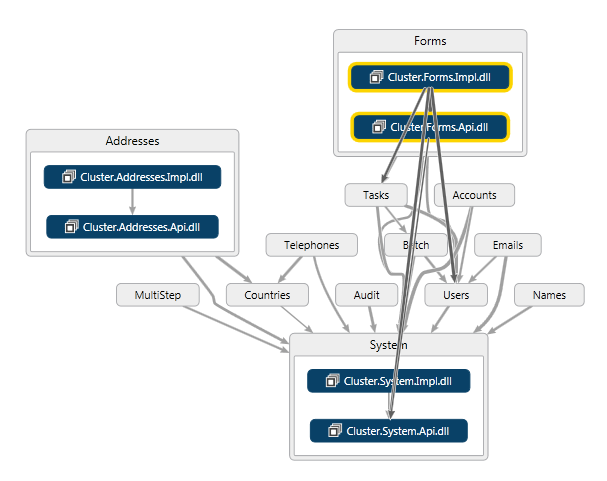 Forms
Cluster.Forms.Impl.dll
Cluster.Forms.Api.dll
Addresses
Cluster.Addresses.Impl.dll
Cluster.Addresses.Api.dll
Tasks
Accounts
Telephones
Batch
Emails
MultiStep
Countries
Audit
Users
Names
System
Cluster.System.Impl.dll
Cluster.System.Api.dll